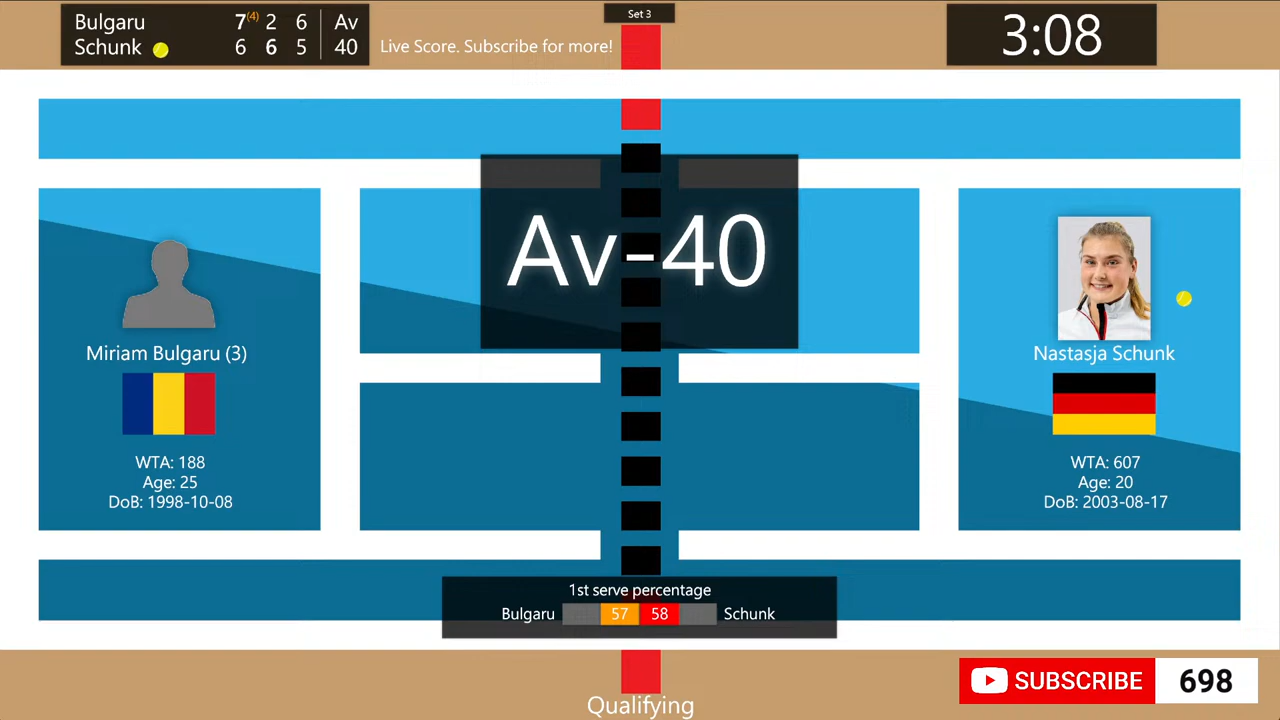 Bulgaru 7(4) 2 6 Av
Schunk 6 6 5 40
Live Score. Subscribe for more!
Set 3
3:08
Av-40
Miriam Bulgaru (3)
WTA: 188
Age: 25
DoB: 1998-10-08
Nastasja Schunk
WTA: 607
Age: 20
DoB: 2003-08-17
1st serve percentage
Bulgaru 57 58 Schunk
Qualifying
SUBSCRIBE 698